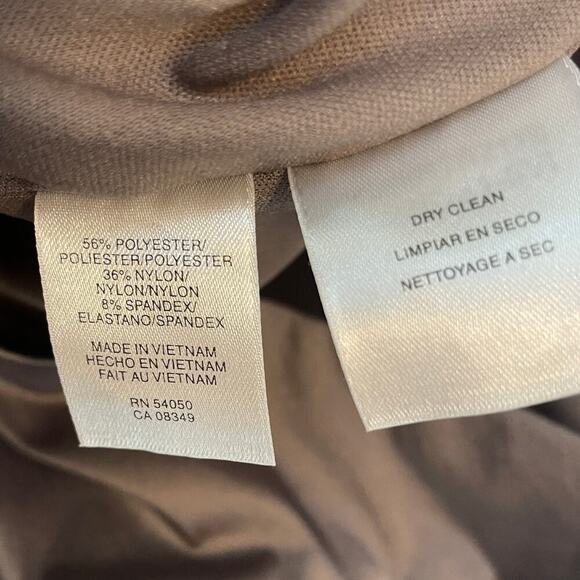 56% POLYESTER/
POLIESTER/POLYESTER
36% NYLON/
NYLON/NYLON
8% SPANDEX/
ELASTANO/SPANDEX
MADE IN VIETNAM
HECHO EN VIETNAM
FAIT AU VIETNAM
RN 54050
CA 08349
DRY CLEAN
LIMPIAR EN SECO
NETTOYAGE A SEC